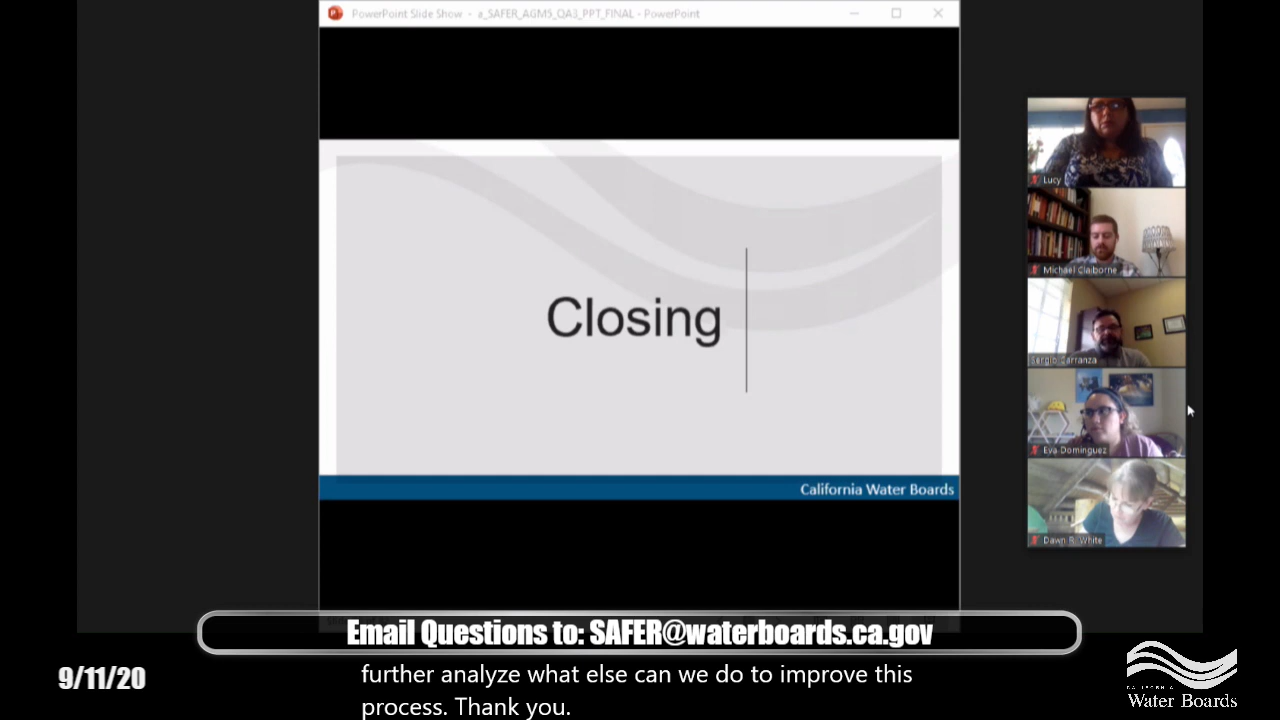 PowerPoint Slide Show - a_SAFER_AGM5_QA3_PPT_FINAL - PowerPoint
Lucy
Michael Claiborne
Closing
Sergio Carranza
Eva Dominguez
California Water Boards
Dawn R. White
Email Questions to: SAFER@waterboards.ca.gov
9/11/20
further analyze what else can we do to improve this
process. Thank you.
CALIFORNIA
Water Boards